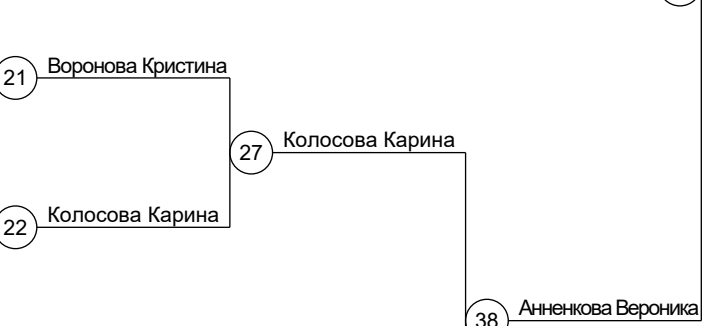 21 Воронова Кристина
27 Колосова Карина
22 Колосова Карина
38 Анненкова Вероника